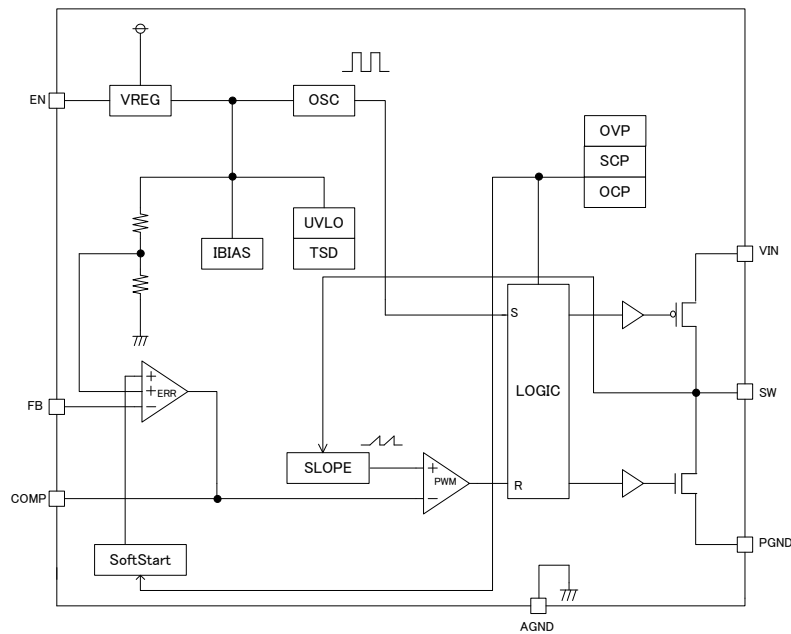 EN
VREG
OSC
OVP
SCP
OCP
UVLO
TSD
IBIAS
VIN
S
LOGIC
R
+
+
−
ERR
FB
SW
SLOPE
+
−
PWM
COMP
SoftStart
PGND
AGND